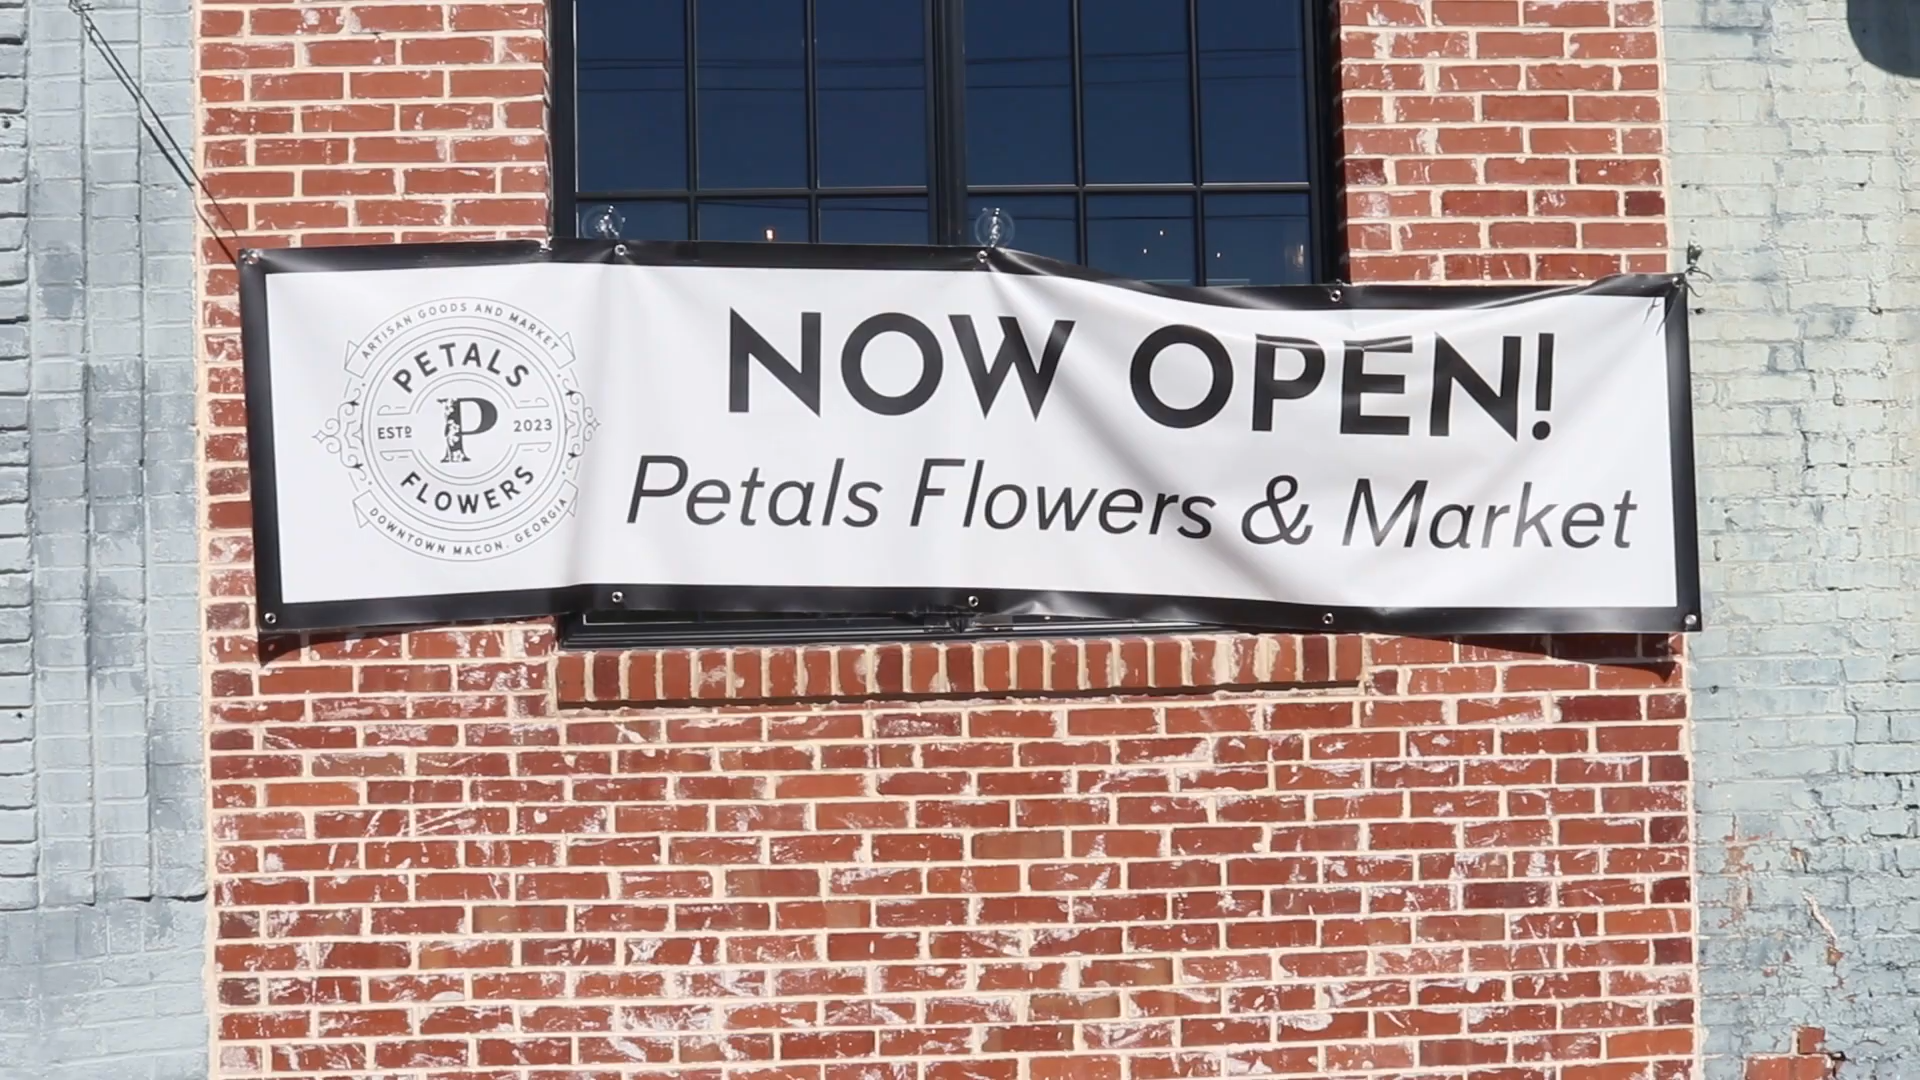 ARTISAN GOODS AND MARKET
PETALS
ESTD P 2023
FLOWERS
DOWNTOWN MACON, GEORGIA
NOW OPEN!
Petals Flowers & Market